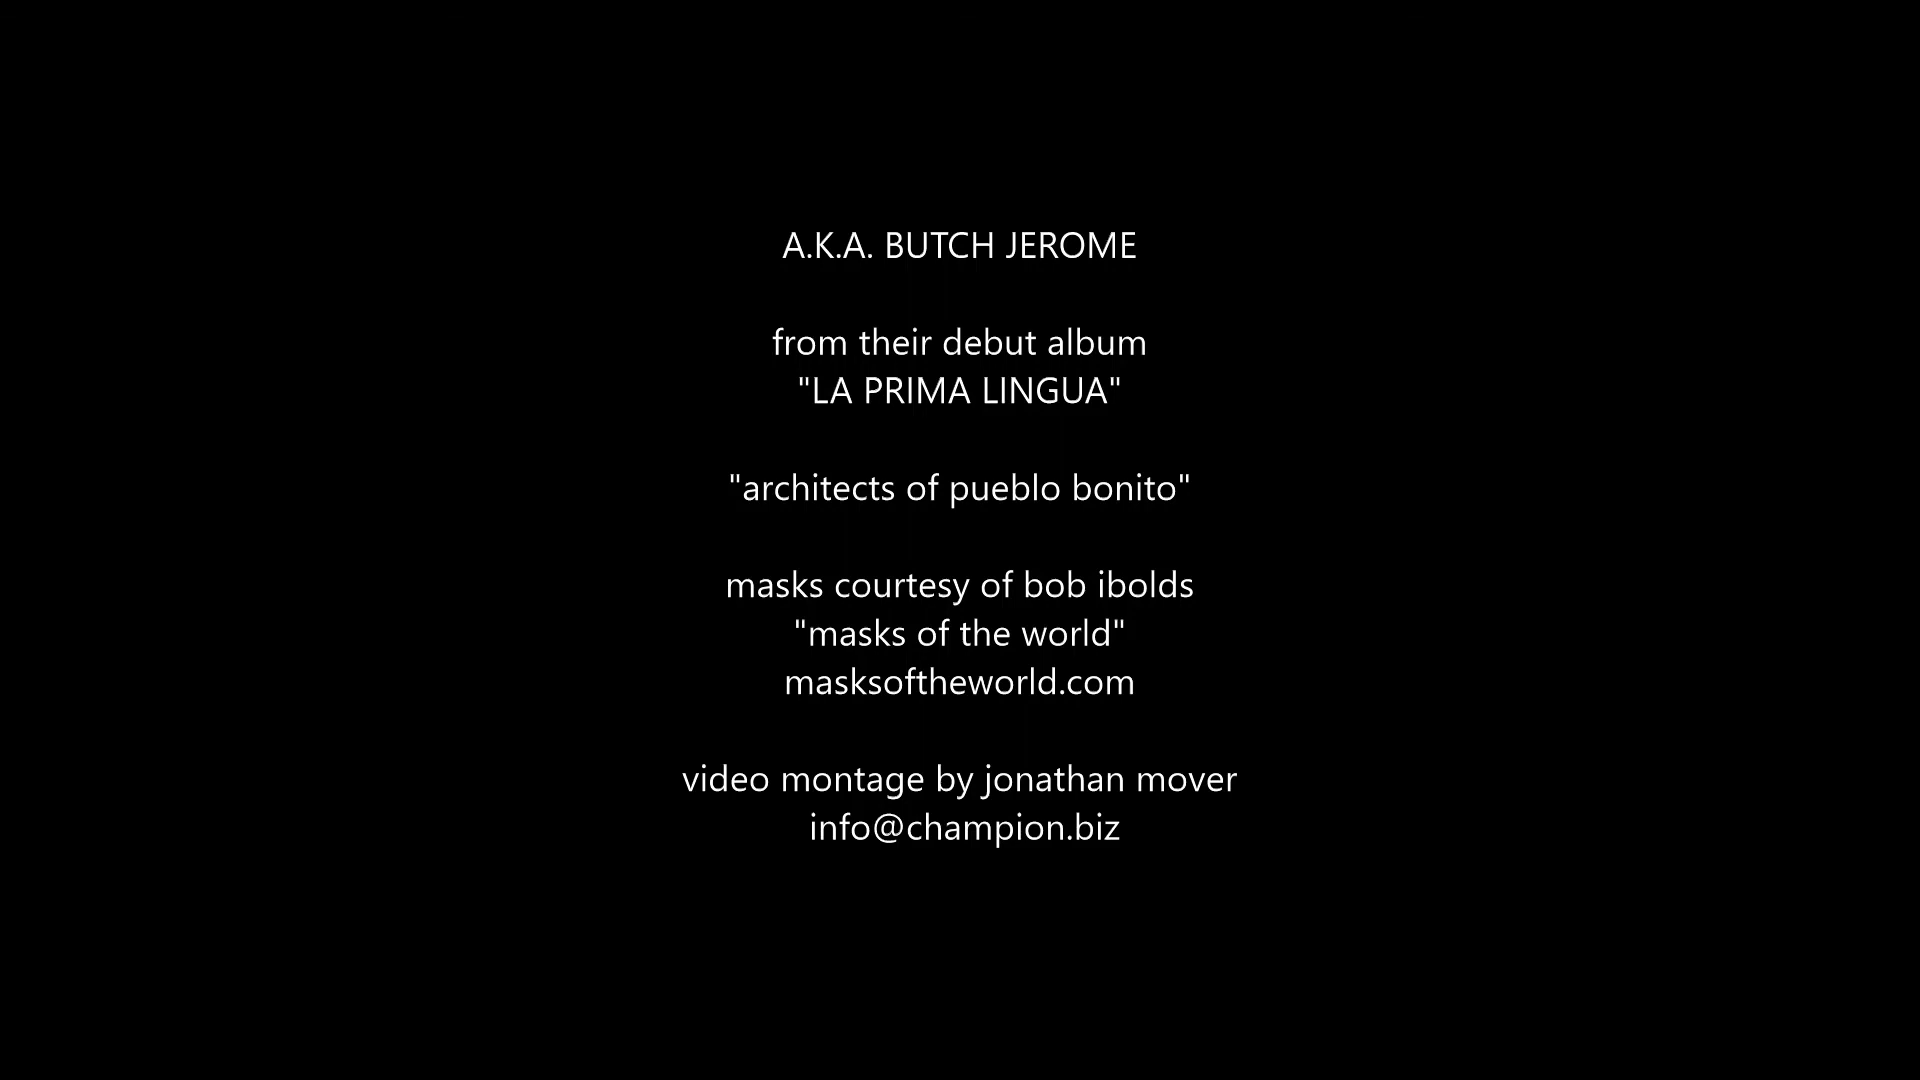 A.K.A. BUTCH JEROME
from their debut album
"LA PRIMA LINGUA"
"architects of pueblo bonito"
masks courtesy of bob ibolds
"masks of the world"
masksoftheworld.com
video montage by jonathan mover
info@champion.biz